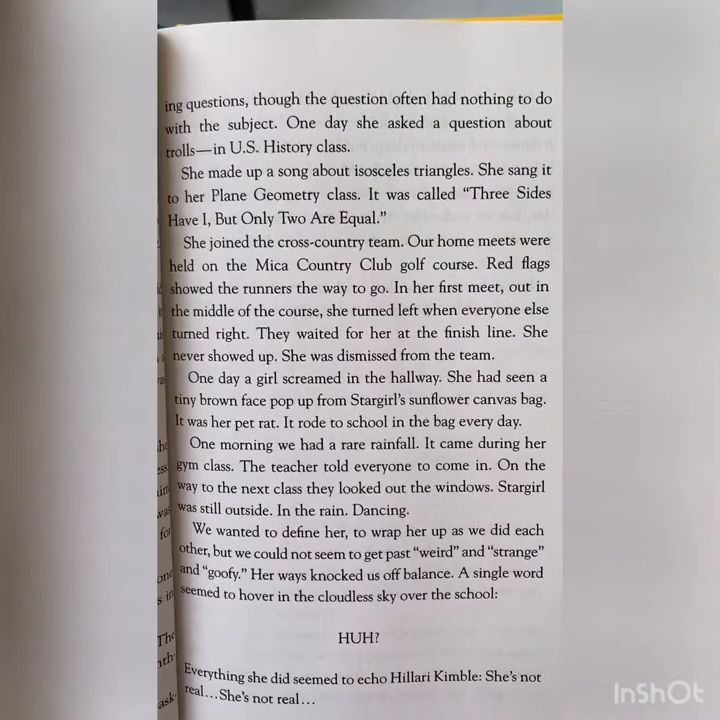 ing questions, though the question often had nothing to do
with the subject. One day she asked a question about
trolls—in U.S. History class.
She made up a song about isosceles triangles. She sang it
to her Plane Geometry class. It was called “Three Sides
Have I, But Only Two Are Equal.”
She joined the cross-country team. Our home meets were
held on the Mica Country Club golf course. Red flags
showed the runners the way to go. In her first meet, out in
the middle of the course, she turned left when everyone else
turned right. They waited for her at the finish line. She
never showed up. She was dismissed from the team.
One day a girl screamed in the hallway. She had seen a
tiny brown face pop up from Stargirl’s sunflower canvas bag.
It was her pet rat. It rode to school in the bag every day.
One morning we had a rare rainfall. It came during her
gym class. The teacher told everyone to come in. On the
way to the next class they looked out the windows. Stargirl
was still outside. In the rain. Dancing.
We wanted to define her, to wrap her up as we did each
other, but we could not seem to get past “weird” and “strange”
and “goofy.” Her ways knocked us off balance. A single word
seemed to hover in the cloudless sky over the school:
HUH?
Everything she did seemed to echo Hillari Kimble: She’s not
real…She’s not real…
InShOt